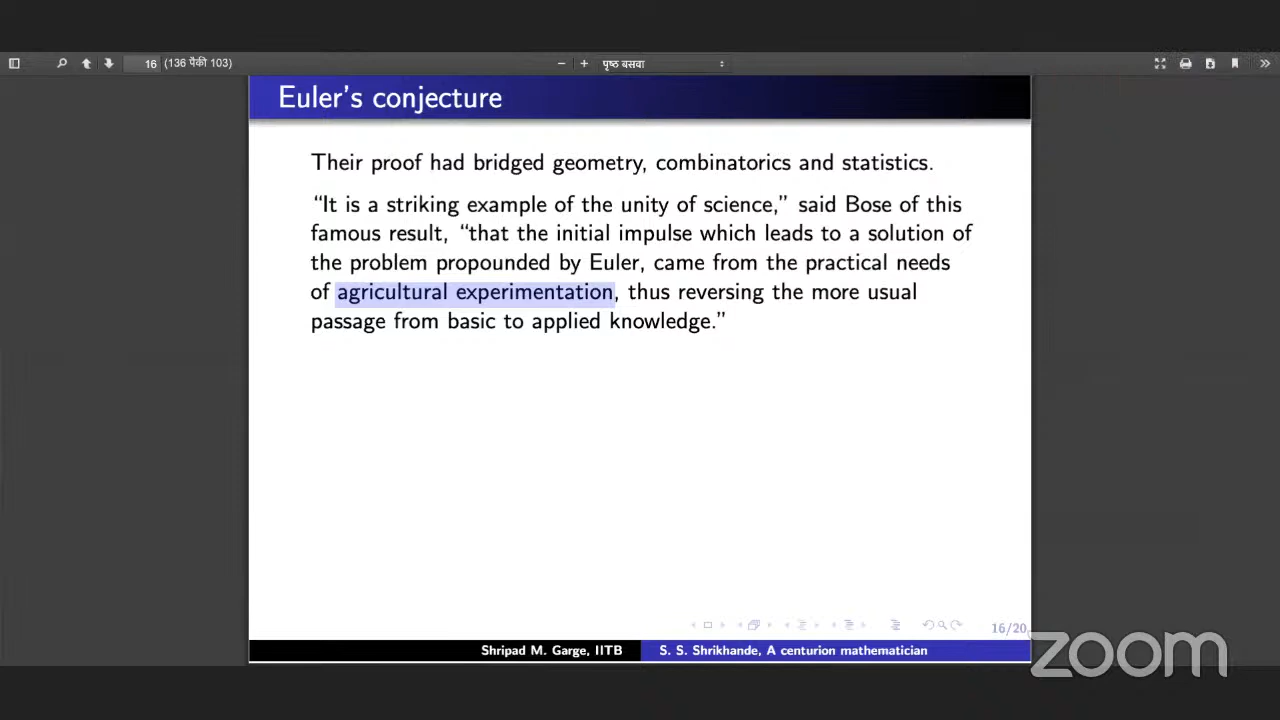 16 (136 पैकी 103)
− + पृष्ठ बसवा
Euler's conjecture
Their proof had bridged geometry, combinatorics and statistics.
“It is a striking example of the unity of science,” said Bose of this
famous result, “that the initial impulse which leads to a solution of
the problem propounded by Euler, came from the practical needs
of agricultural experimentation, thus reversing the more usual
passage from basic to applied knowledge.”
16/20
Shripad M. Garge, IITB S. S. Shrikhande, A centurion mathematician
zoom